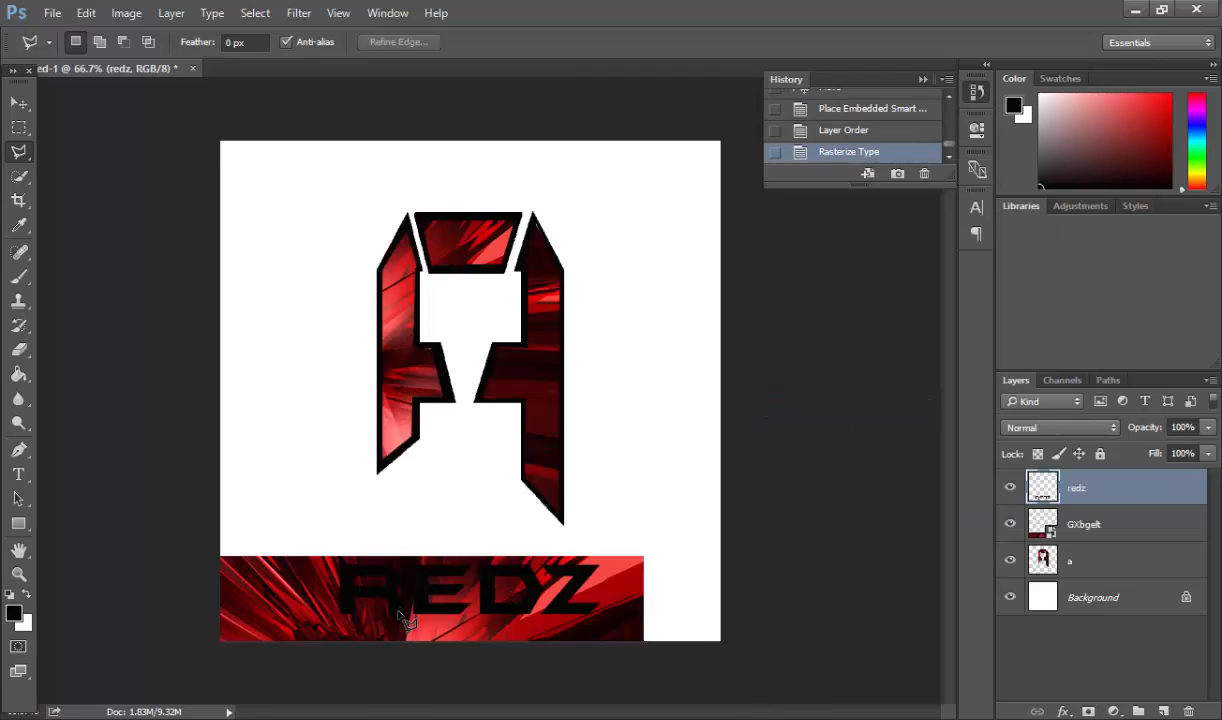 Ps File Edit Image Layer Type Select Filter View Window Help
Feather: 0 px Anti-alias Refine Edge... Essentials
ed-1 @ 66.7% (redz, RGB/8) * ×
History
Place Embedded Smart ...
Layer Order
Rasterize Type
Color Swatches
Libraries Adjustments Styles
REDZ
Layers Channels Paths
Kind
Normal Opacity: 100%
Lock: Fill: 100%
redz
GXbgelt
a
Background
Doc: 1.83M/9.32M